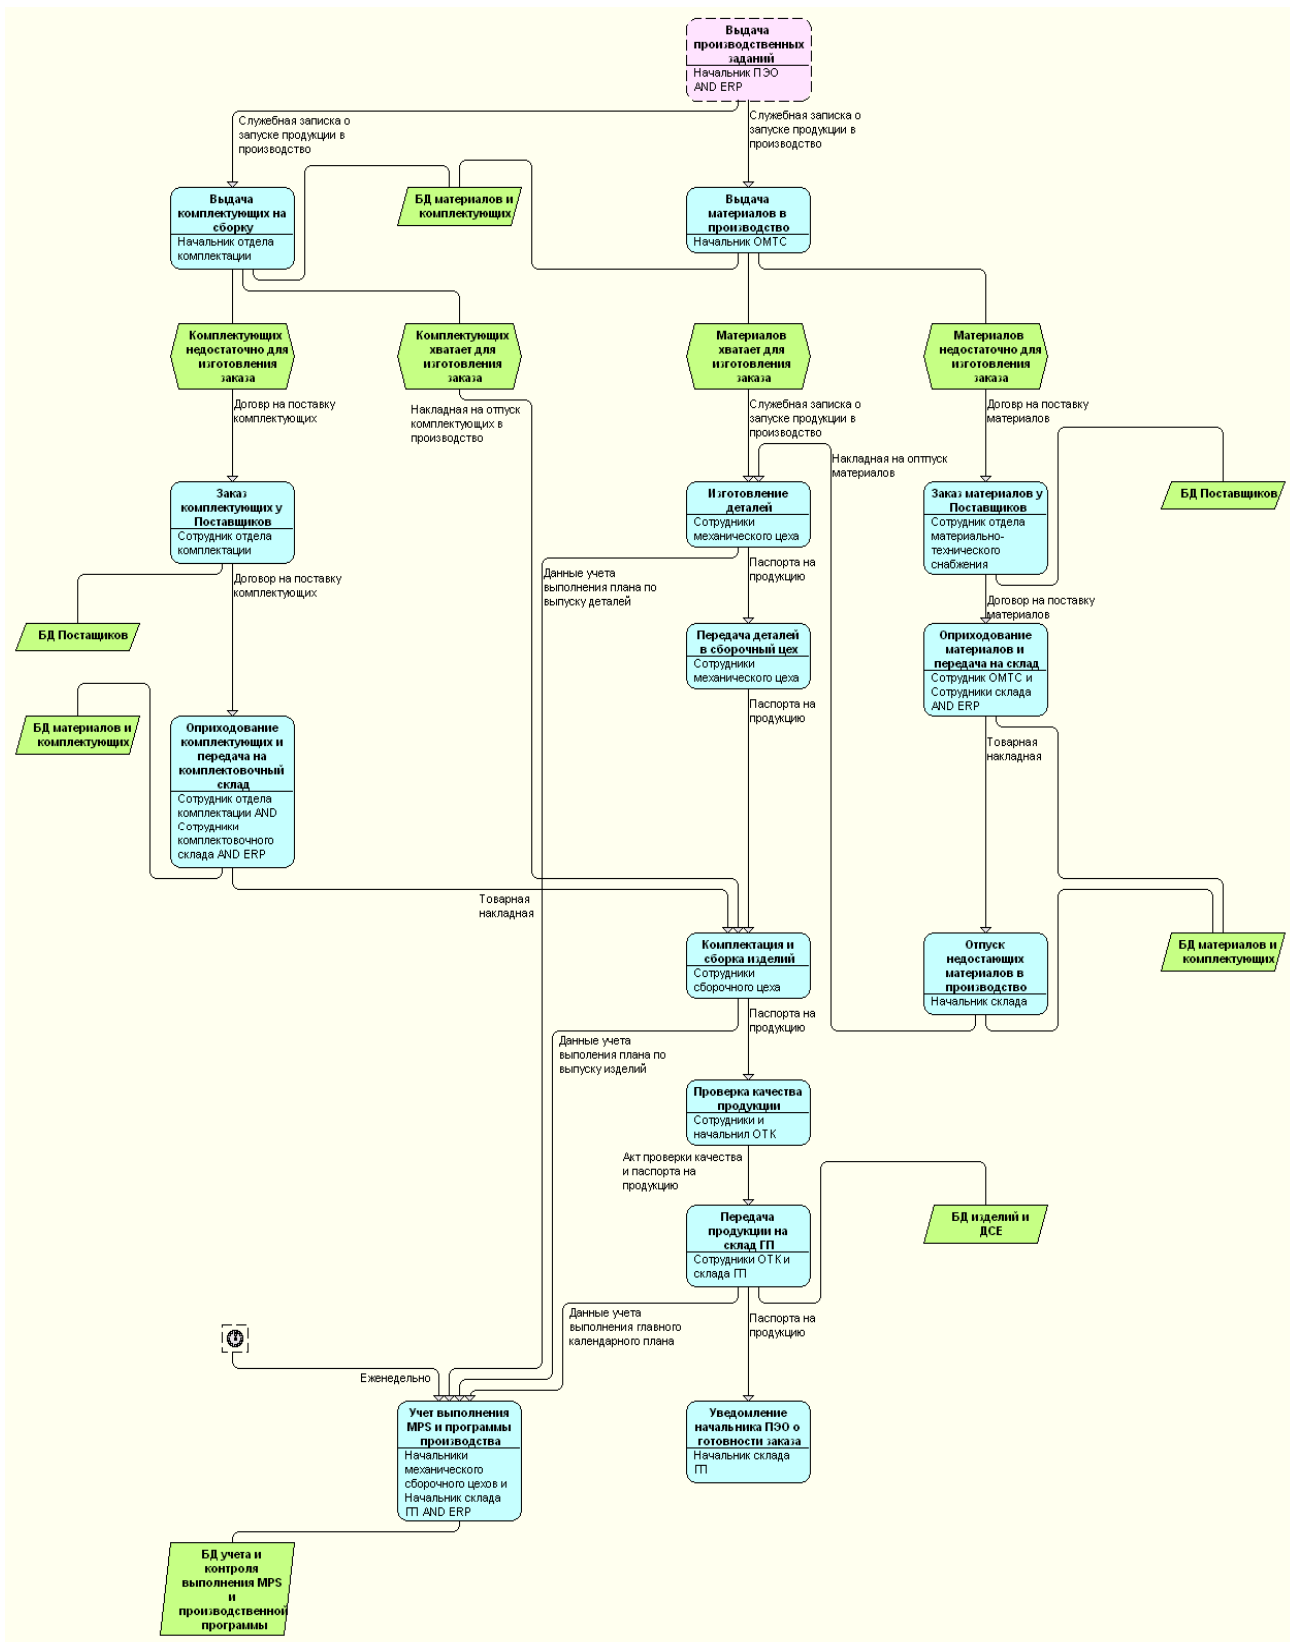 Выдача
производственных
заданий
Начальник ПЭО
AND ERP
Служебная записка о
запуске продукции в
производство
Служебная записка о
запуске продукции в
производство
Выдача
комплектующих на
сборку
Начальник отдела
комплектации
БД материалов и
комплектующих
Выдача
материалов в
производство
Начальник ОМТС
Комплектующих
недостаточно для
изготовления
заказа
Комплектующих
хватает для
изготовления
заказа
Материалов
хватает для
изготовления
заказа
Материалов
недостаточно для
изготовления
заказа
Договр на поставку
комплектующих
Накладная на отпуск
комплектующих в
производство
Служебная записка о
запуске продукции в
производство
Договр на поставку
материалов
Накладная на оптпуск
материалов
Заказ
комплектующих у
Поставщиков
Сотрудник отдела
комплектации
Изготовление
деталей
Сотрудники
механического цеха
Заказ материалов у
Поставщиков
Сотрудник отдела
материально-
технического
снабжения
БД Поставщиков
Договор на поставку
комплектующих
Данные учета
выполнения плана по
выпуску деталей
Паспорта на
продукцию
Договор на поставку
материалов
БД Постащиков
Передача деталей
в сборочный цех
Сотрудники
механического цеха
Оприходование
материалов и
передача на склад
Сотрудник ОМТС и
Сотрудники склада
AND ERP
БД материалов и
комплектующих
Оприходование
комплектующих и
передача на
комплектовочный
склад
Сотрудник отдела
комплектации AND
Сотрудники
комплектовочного
склада AND ERP
Паспорта на
продукцию
Товарная
накладная
Товарная
накладная
Комплектация и
сборка изделий
Сотрудники
сборочного цеха
Отпуск
недостающих
материалов в
производство
Начальник склада
БД материалов и
комплектующих
Данные учета
выполения плана по
выпуску изделий
Паспорта на
продукцию
Проверка качества
продукции
Сотрудники и
начальнил ОТК
Акт проверки качества
и паспорта на
продукцию
Передача
продукции на
склад ГП
Сотрудники ОТК и
склада ГП
БД изделий и
ДСЕ
Данные учета
выполнения главного
календарного плана
Паспорта на
продукцию
Еженедельно
Учет выполнения
MPS и программы
производства
Начальники
механического
сборочного цехов и
Начальник склада
ГП AND ERP
Уведомление
начальника ПЭО о
готовности заказа
Начальник склада
ГП
БД учета и
контроля
выполнения MPS
и
производственной
программы